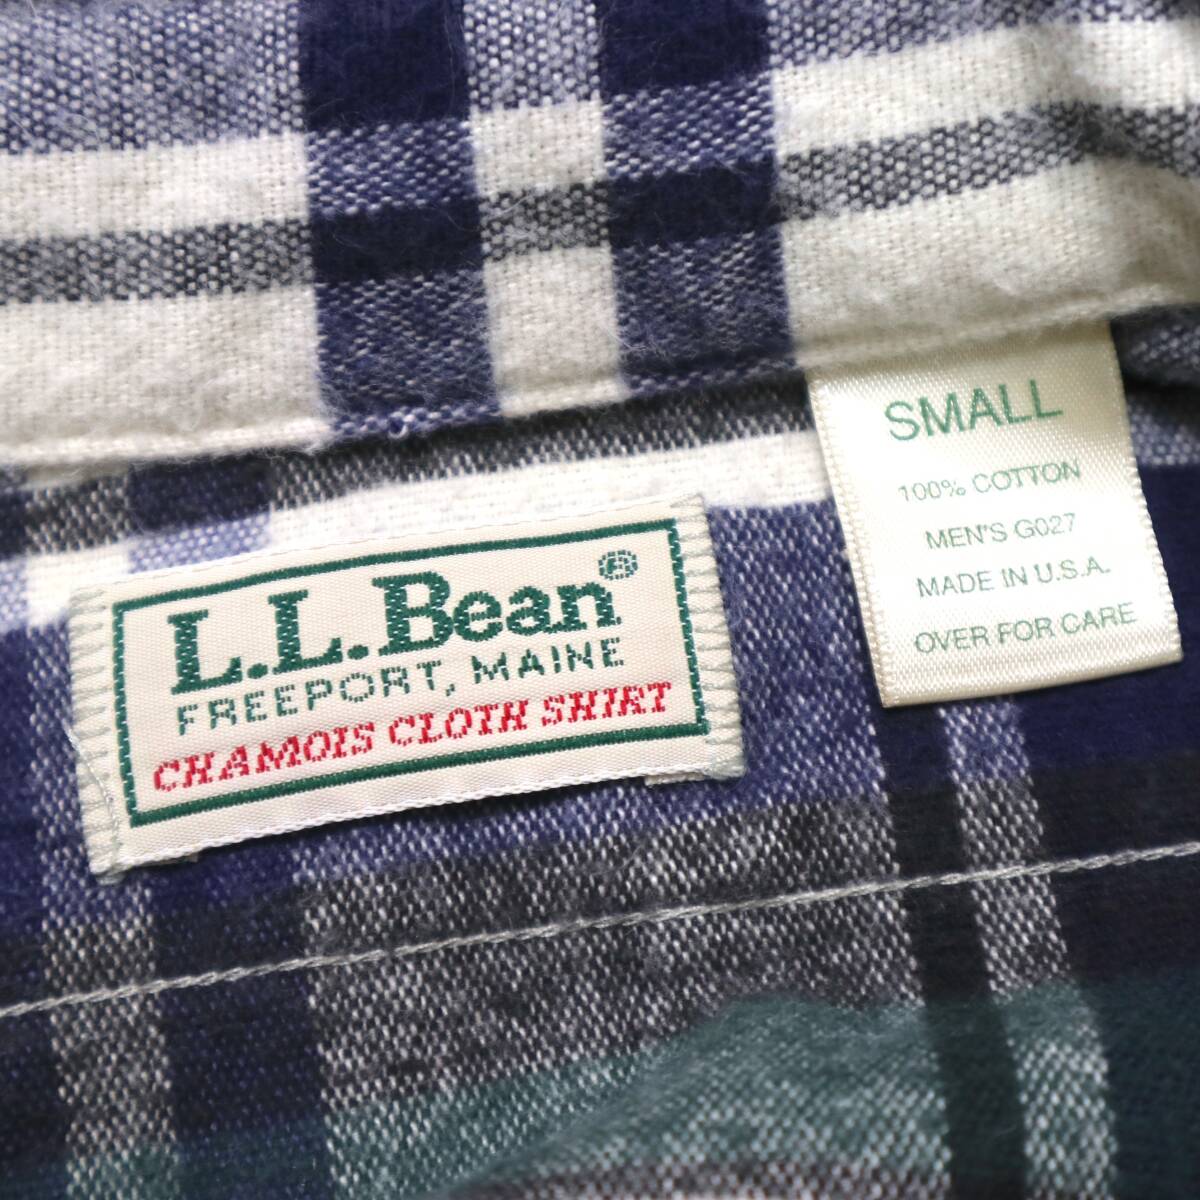 L.L.Bean®
FREEPORT, MAINE
CHAMOIS CLOTH SHIRT
SMALL
100% COTTON
MEN'S G027
MADE IN U.S.A.
OVER FOR CARE